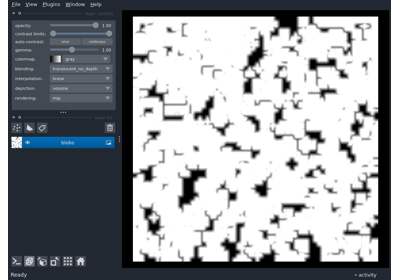 File View Plugins Window Help
opacity: 1.00
contrast limits:
auto-contrast: once continuous
gamma: 1.00
colormap: gray
blending: translucent_no_depth
interpolation: linear
depiction: volume
rendering: mip
blobs
Ready
activity